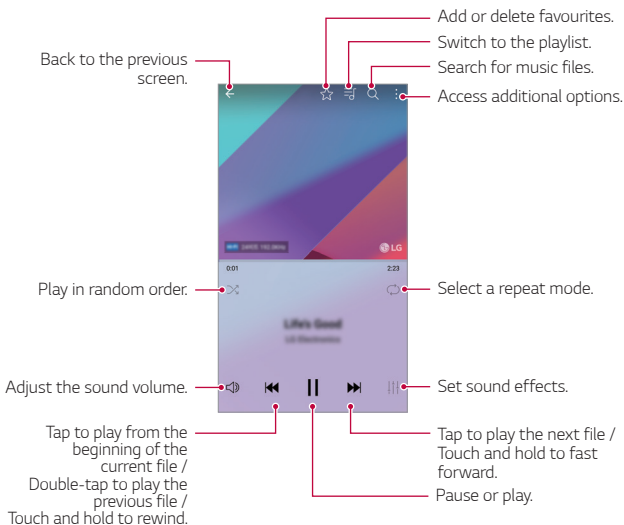 Add or delete favourites.
Switch to the playlist.
Back to the previous
screen.
Search for music files.
Access additional options.
LG
0:01
2:23
Play in random order.
Select a repeat mode.
Life's Good
LG Electronics
Adjust the sound volume.
Set sound effects.
Tap to play from the
beginning of the
current file /
Double-tap to play the
previous file /
Touch and hold to rewind.
Tap to play the next file /
Touch and hold to fast
forward.
Pause or play.